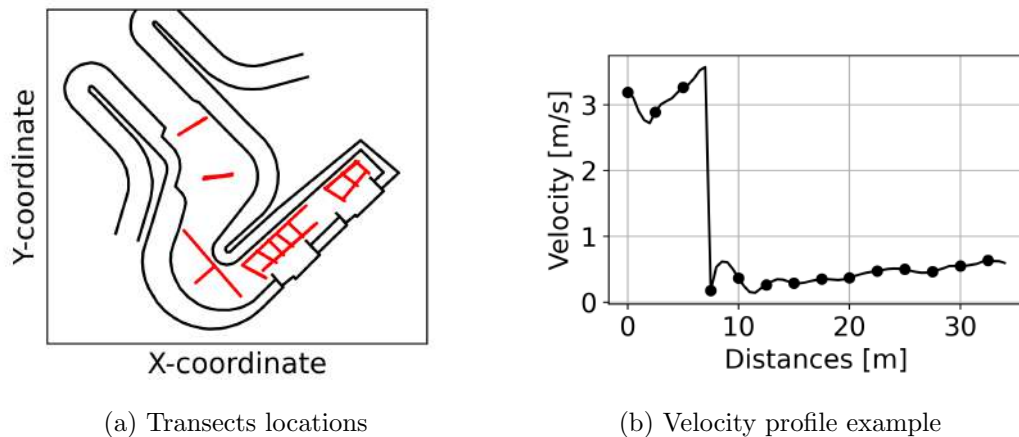 Y-coordinate
X-coordinate
(a) Transects locations
Velocity [m/s]
3
2
1
0
0 10 20 30
Distances [m]
(b) Velocity profile example